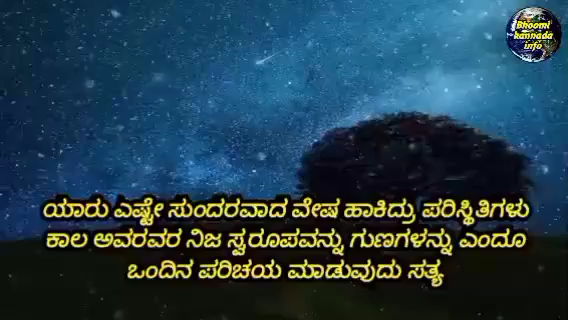 Bhoomi
kannada
info
ಯಾರು ಎಷ್ಟೇ ಸುಂದರವಾದ ವೇಷ ಹಾಕಿದ್ರು ಪರಿಸ್ಥಿತಿಗಳು
ಕಾಲ ಅವರವರ ನಿಜ ಸ್ವರೂಪವನ್ನು ಗುಣಗಳನ್ನು ಎಂದೂ
ಒಂದಿನ ಪರಿಚಯ ಮಾಡುವುದು ಸತ್ಯ